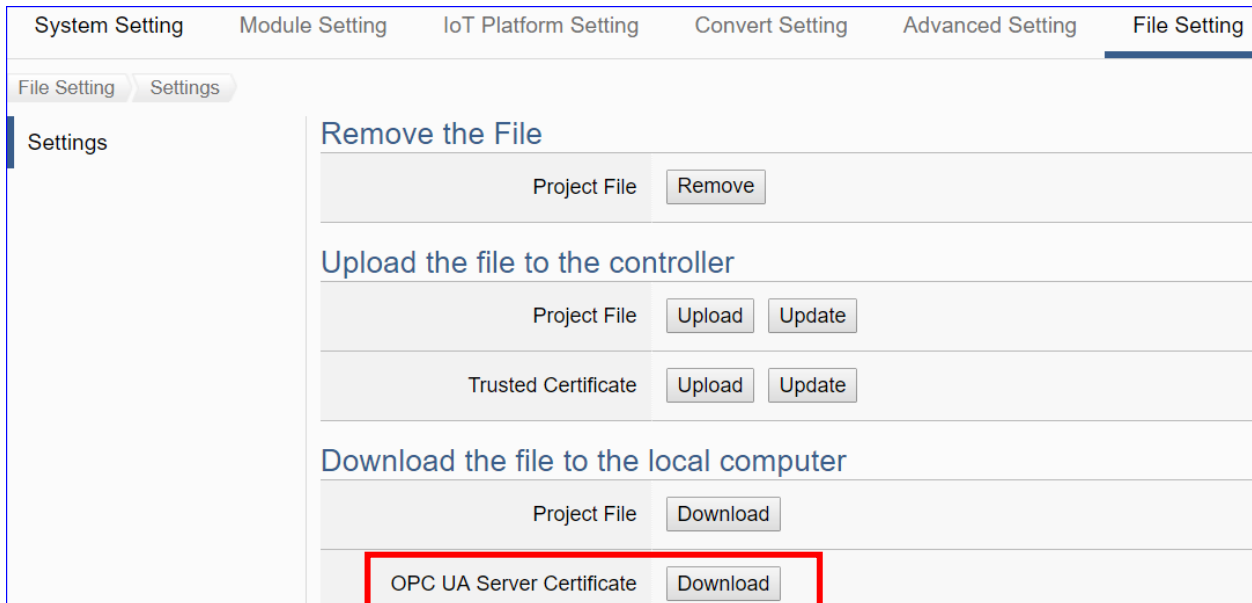 System Setting Module Setting IoT Platform Setting Convert Setting Advanced Setting File Setting
File Setting Settings
Settings
Remove the File
Project File Remove
Upload the file to the controller
Project File Upload Update
Trusted Certificate Upload Update
Download the file to the local computer
Project File Download
OPC UA Server Certificate Download